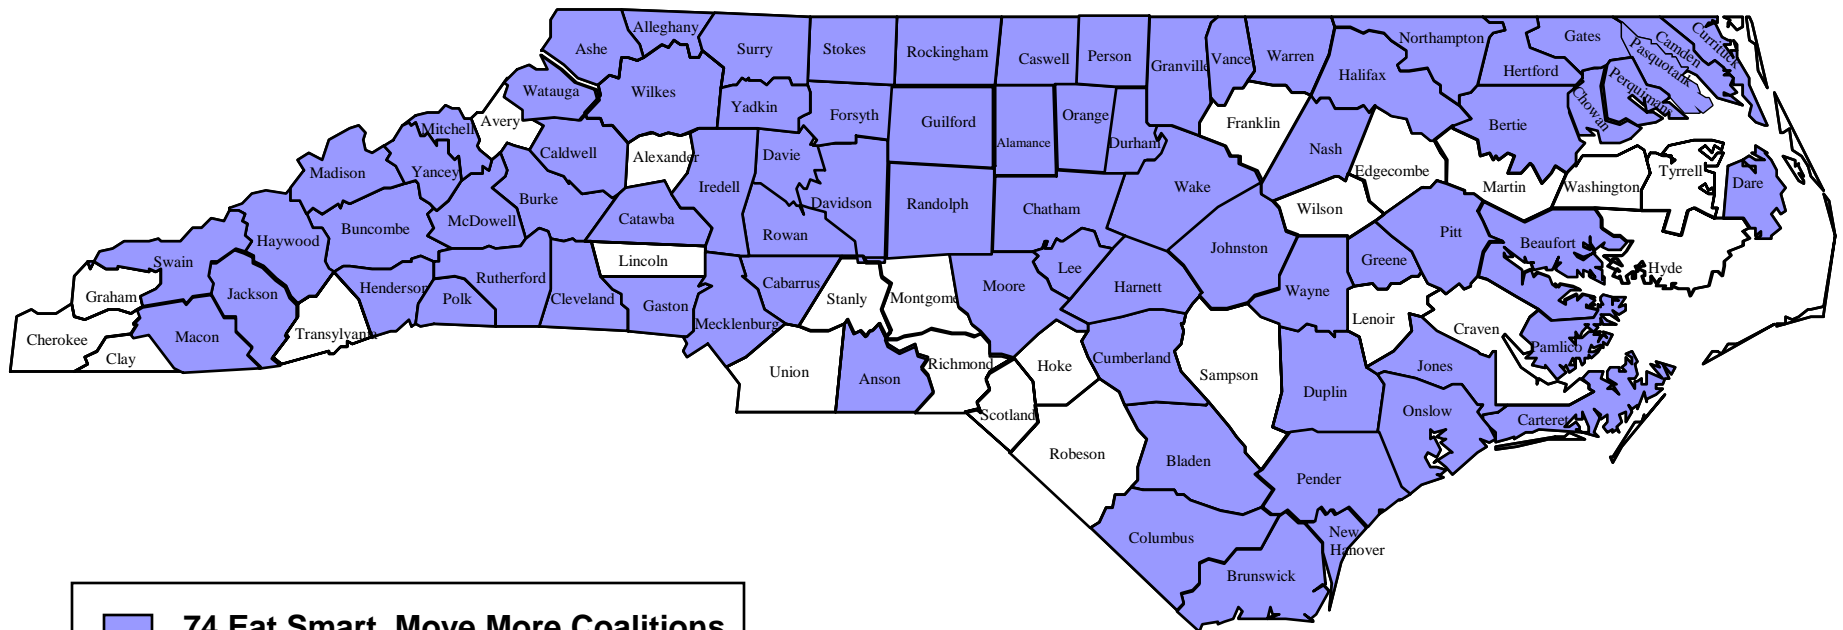 Alleghany
Ashe
Surry
Stokes
Rockingham
Caswell
Person
Granville
Vance
Warren
Northampton
Gates
Camden
Currituck
Pasquotank
Perquimans
Hertford
Halifax
Watauga
Wilkes
Yadkin
Forsyth
Guilford
Alamance
Orange
Durham
Franklin
Nash
Edgecombe
Bertie
Chowan
Mitchell
Avery
Caldwell
Alexander
Davie
Iredell
Madison
Yancey
Burke
McDowell
Catawba
Rowan
Davidson
Randolph
Chatham
Wake
Wilson
Martin
Washington
Tyrrell
Dare
Buncombe
Haywood
Swain
Graham
Jackson
Henderson
Polk
Rutherford
Cleveland
Lincoln
Gaston
Mecklenburg
Cabarrus
Stanly
Montgome
Moore
Lee
Harnett
Johnston
Wayne
Greene
Pitt
Beaufort
Hyde
Cherokee
Clay
Macon
Transylvania
Union
Anson
Richmond
Scotland
Hoke
Cumberland
Sampson
Lenoir
Craven
Pamlico
Jones
Duplin
Onslow
Carteret
Robeson
Bladen
Pender
Columbus
Brunswick
New
Hanover
74 Eat Smart, Move More Coalitions